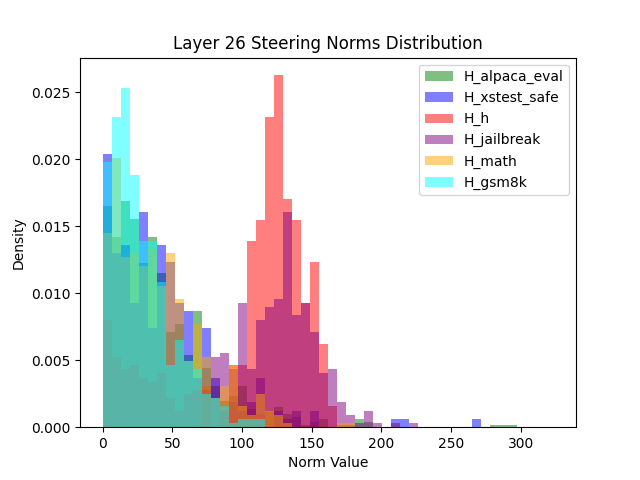 Layer 26 Steering Norms Distribution
H_alpaca_eval
H_xstest_safe
H_h
H_jailbreak
H_math
H_gsm8k
0.025
0.020
0.015
0.010
0.005
0.000
Density
0
50
100
150
200
250
300
Norm Value